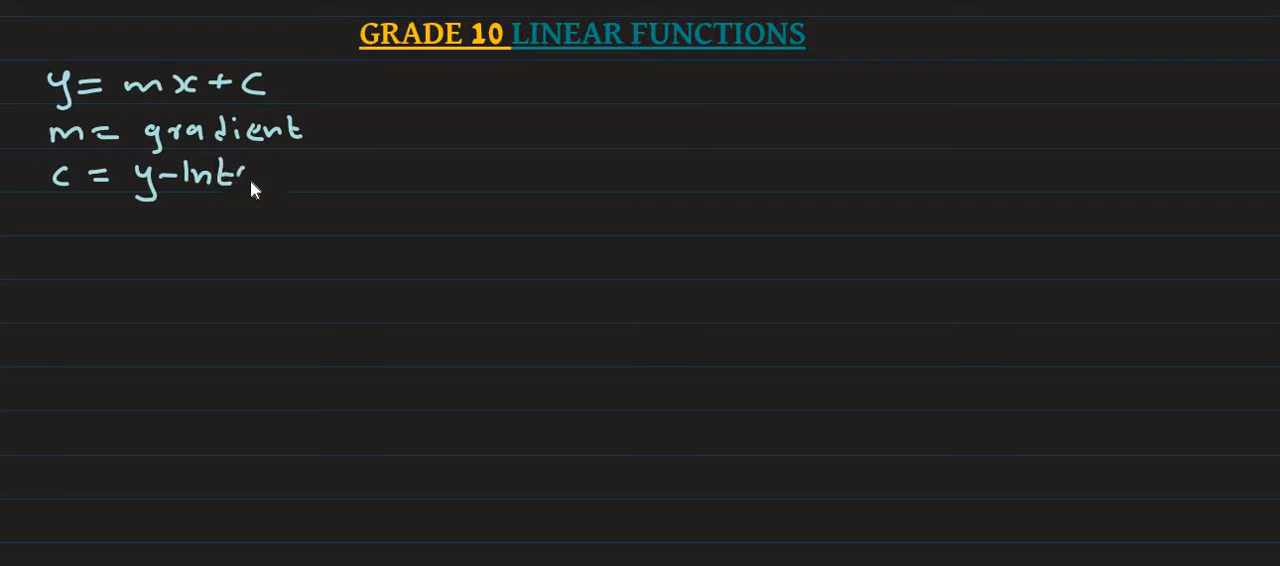 GRADE 10 LINEAR FUNCTIONS
y = mx + c
m = gradient
c = y-Int